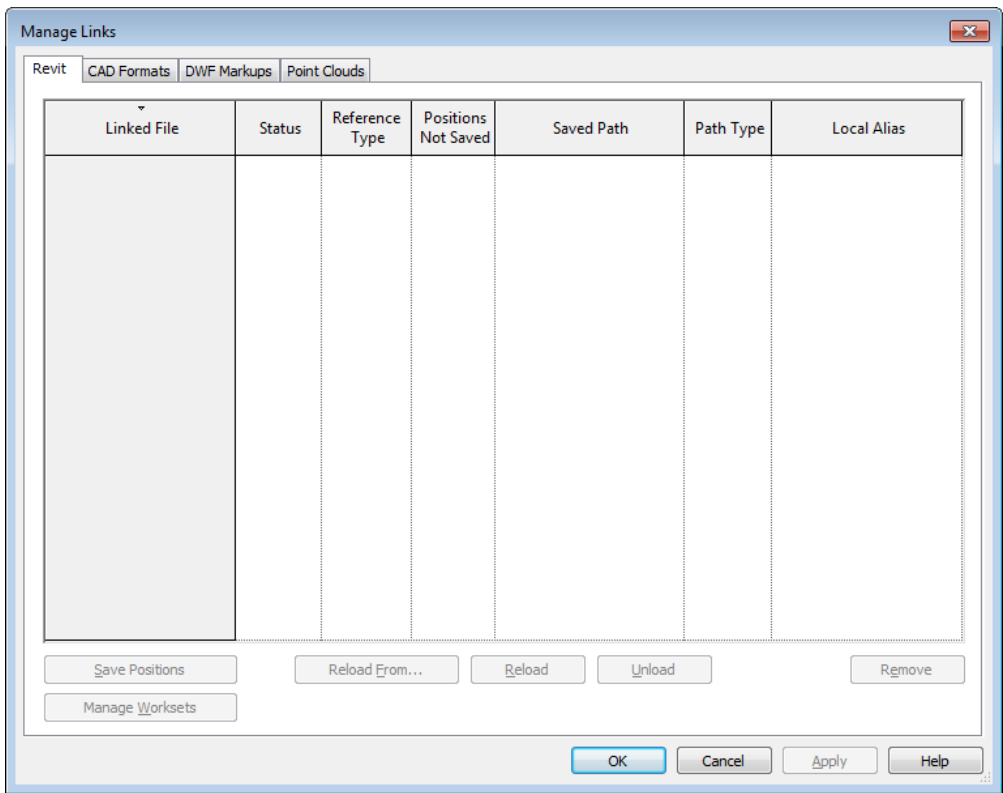 Manage Links
Revit CAD Formats DWF Markups Point Clouds
Linked File Status Reference Type Positions Not Saved Saved Path Path Type Local Alias
Save Positions Reload From... Reload Unload Remove
Manage Worksets
OK Cancel Apply Help